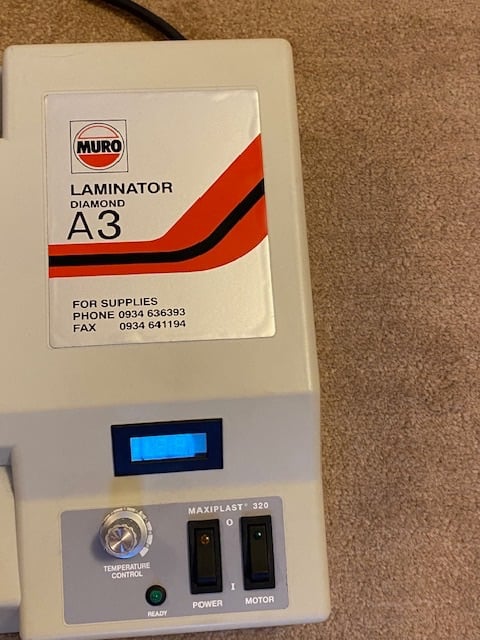 MURO
LAMINATOR
DIAMOND
A3
FOR SUPPLIES
PHONE 0934 636393
FAX 0934 641194
MAXIPLAST® 320
O
TEMPERATURE
CONTROL
I
READY
POWER
MOTOR